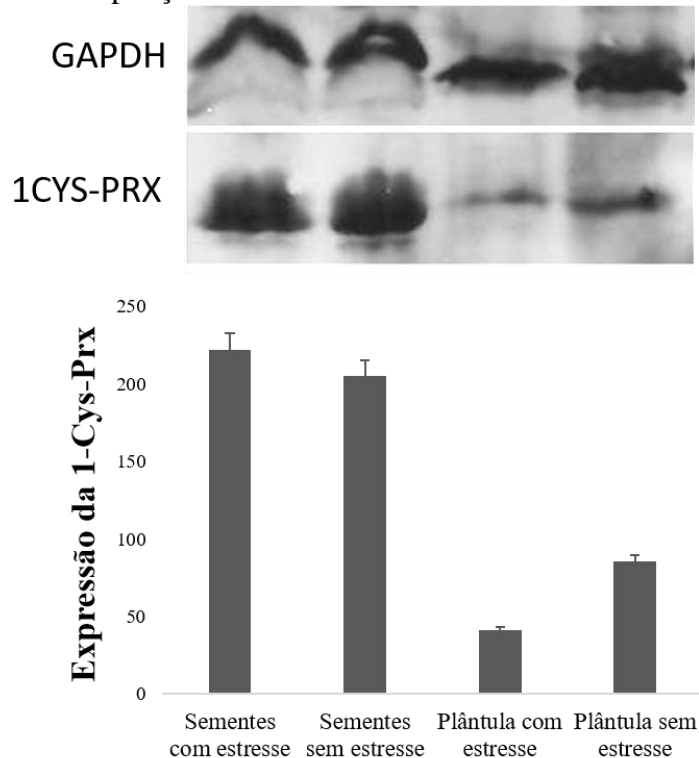 GAPDH
1CYS-PRX
Expressão da 1-Cys-Prx
250
200
150
100
50
0
Sementes
com estresse
Sementes
sem estresse
Plântula com
estresse
Plântula sem
estresse